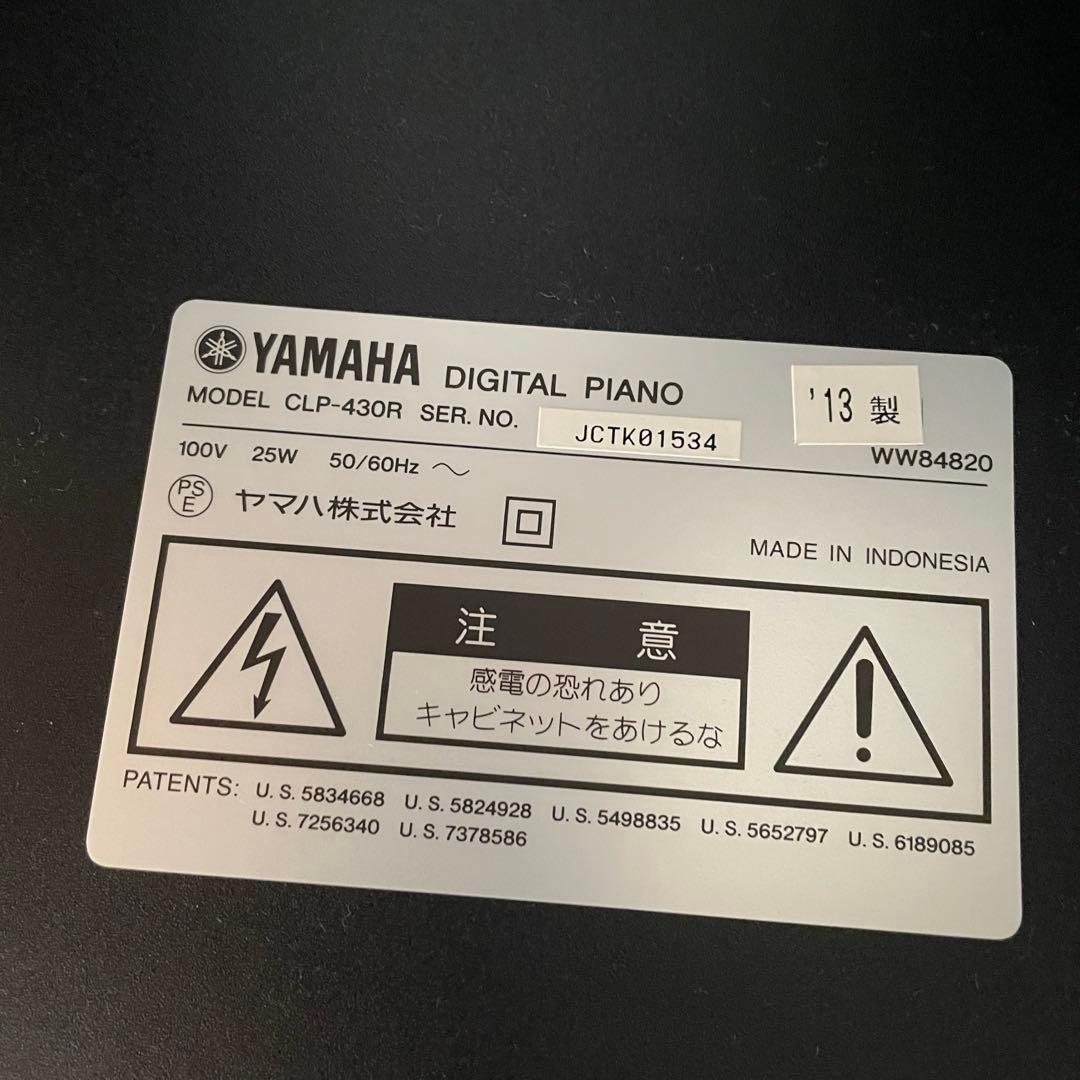 YAMAHA DIGITAL PIANO
'13 製
MODEL CLP-430R SER. NO. JCTK01534
WW84820
100V 25W 50/60Hz ～
PSE ヤマハ株式会社
MADE IN INDONESIA
注 意
感電の恐れあり
キャビネットをあけるな
PATENTS: U. S. 5834668 U. S. 5824928 U. S. 5498835 U. S. 5652797 U. S. 6189085
U. S. 7256340 U. S. 7378586